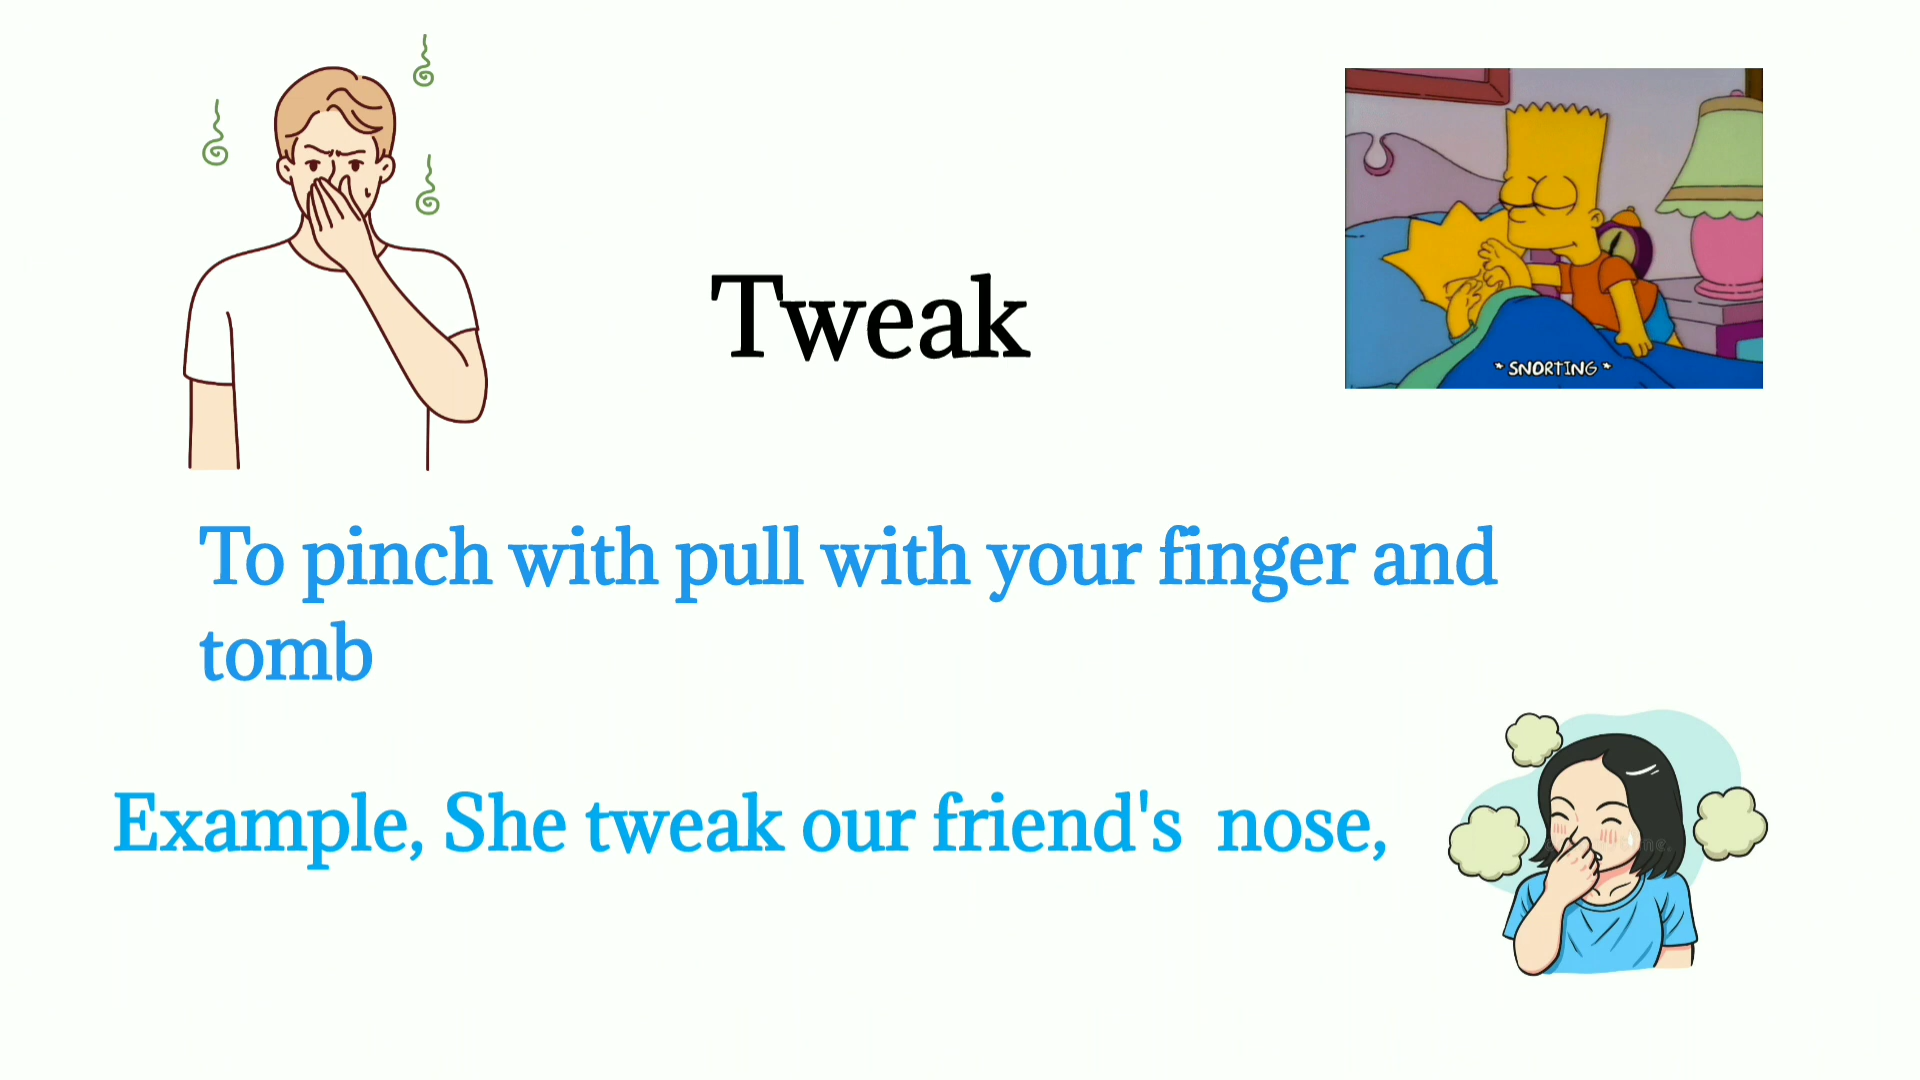 * SNORTING *
Tweak
To pinch with pull with your finger and
tomb
Example, She tweak our friend's nose,